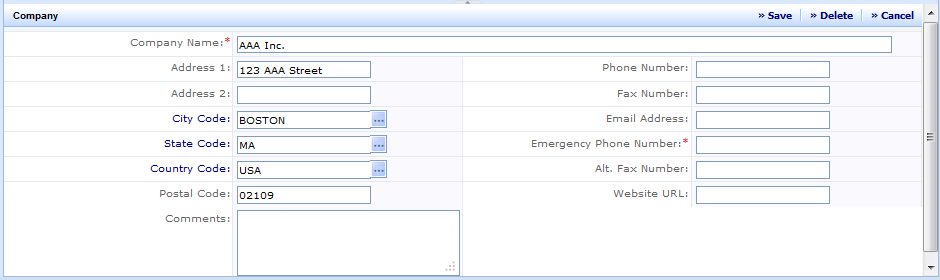 Company » Save » Delete » Cancel
Company Name:* AAA Inc.
Address 1: 123 AAA Street Phone Number:
Address 2: Fax Number:
City Code: BOSTON ... Email Address:
State Code: MA ... Emergency Phone Number:*
Country Code: USA ... Alt. Fax Number:
Postal Code: 02109 Website URL:
Comments: